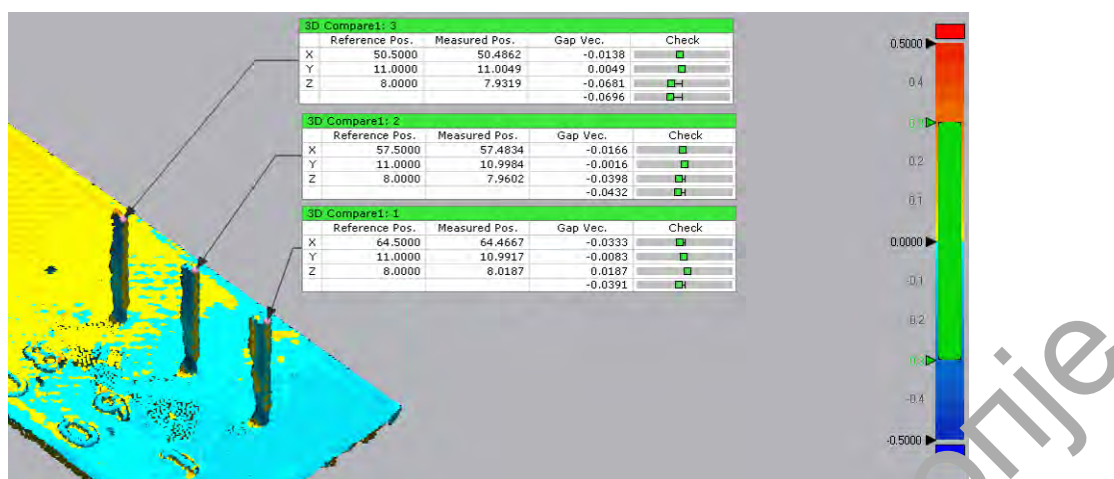 3D Compare1: 3
Reference Pos. Measured Pos. Gap Vec. Check
X 50.5000 50.4862 -0.0138
Y 11.0000 11.0049 0.0049
Z 8.0000 7.9319 -0.0681
-0.0696
3D Compare1: 2
Reference Pos. Measured Pos. Gap Vec. Check
X 57.5000 57.4834 -0.0166
Y 11.0000 10.9984 -0.0016
Z 8.0000 7.9602 -0.0398
-0.0432
3D Compare1: 1
Reference Pos. Measured Pos. Gap Vec. Check
X 64.5000 64.4667 -0.0333
Y 11.0000 10.9917 -0.0083
Z 8.0000 8.0187 0.0187
-0.0391
0.5000
0.4
0.2
0.1
0.0000
-0.4
-0.5000